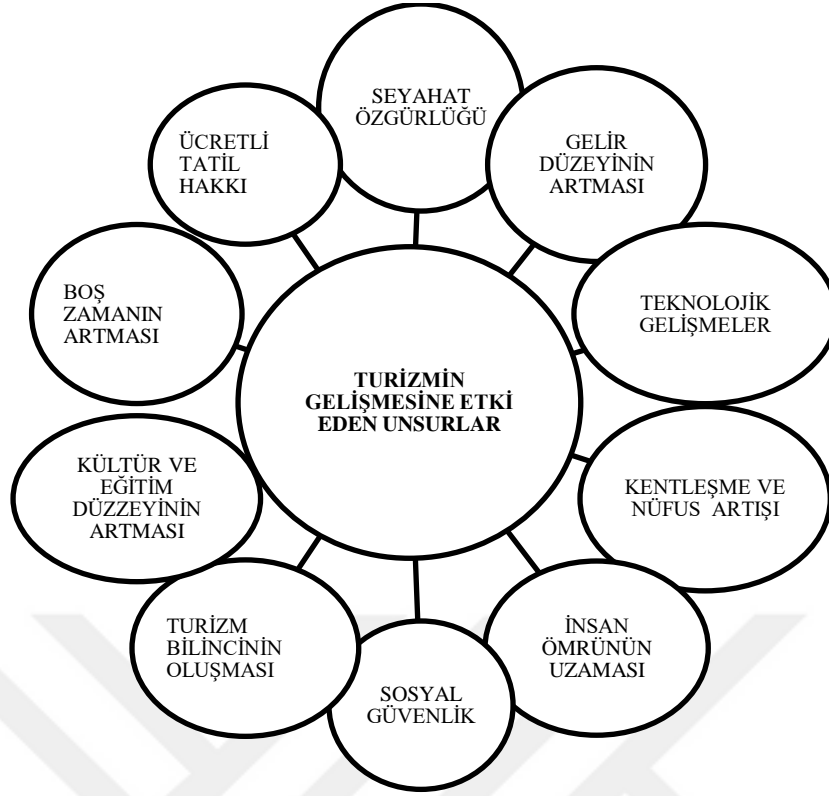 SEYAHAT
ÖZGÜRLÜĞÜ
GELİR
DÜZEYİNİN
ARTMASI
TEKNOLOJİK
GELİŞMELER
KENTLEŞME VE
NÜFUS ARTIŞI
İNSAN
ÖMRÜNÜN
UZAMASI
SOSYAL
GÜVENLİK
TURİZM
BİLİNCİNİN
OLUŞMASI
KÜLTÜR VE
EĞİTİM
DÜZZEYİNİN
ARTMASI
BOŞ
ZAMANIN
ARTMASI
ÜCRETLİ
TATİL
HAKKI
TURİZMİN
GELİŞMESİNE ETKİ
EDEN UNSURLAR